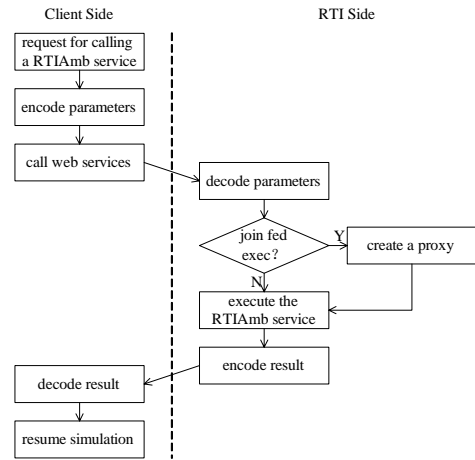 Client Side
RTI Side
request for calling
a RTIAmb service
encode parameters
call web services
decode parameters
join fed
exec?
Y
create a proxy
N
execute the
RTIAmb service
encode result
decode result
resume simulation